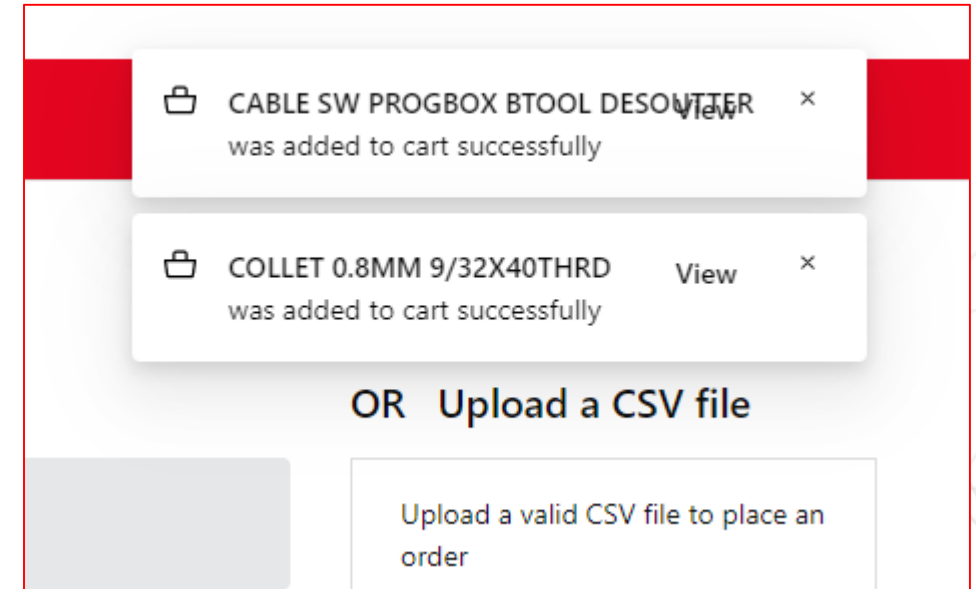 CABLE SW PROGBOX BTOOL DESOUTTER
View
×
was added to cart successfully
COLLET 0.8MM 9/32X40THRD
View
×
was added to cart successfully
OR Upload a CSV file
Upload a valid CSV file to place an
order